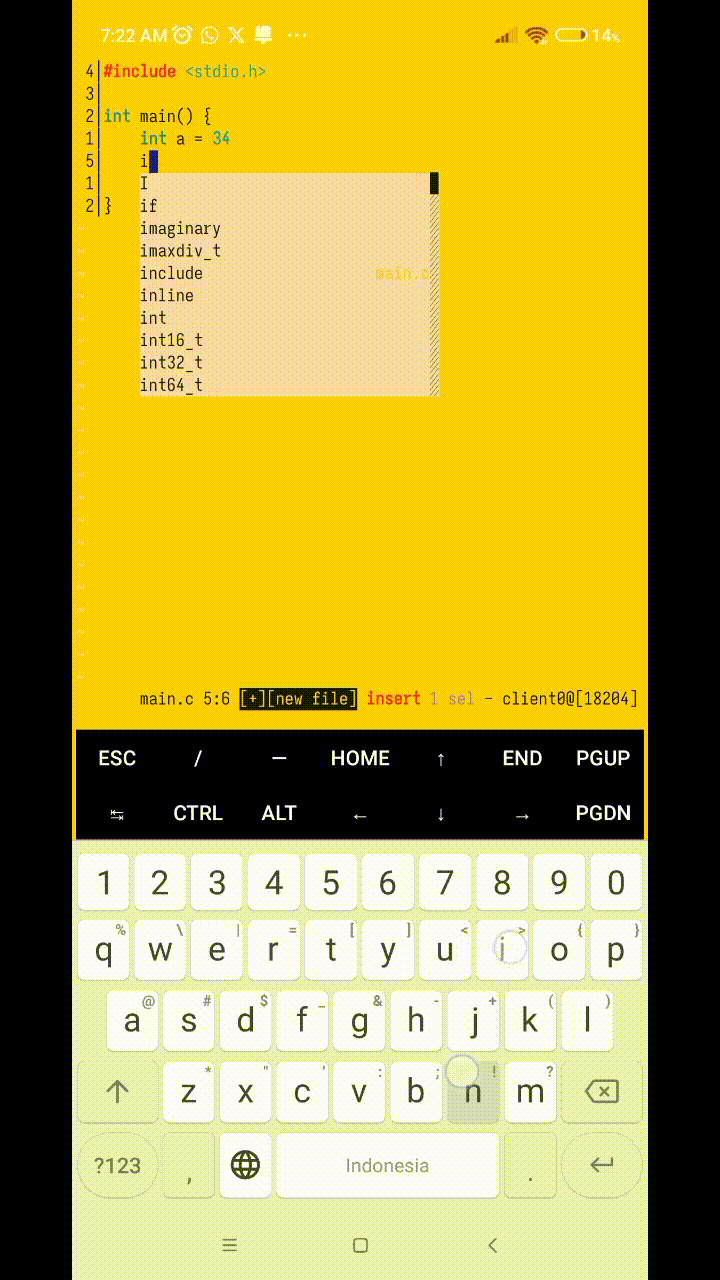 7:22 AM ... 14%
4 #include <stdio.h>
3
2 int main() {
1 int a = 34
5 i
1 I
2 } if
imaginary
imaxdiv_t
include main.c
inline
int
int16_t
int32_t
int64_t
main.c 5:6 [+][new file] insert 1 sel - client0@[18204]
ESC / — HOME ↑ END PGUP
↹ CTRL ALT ← ↓ → PGDN
1 2 3 4 5 6 7 8 9 0
% \ | = [ ] < > { }
q w e r t y u i o p
@ # $ _ & - + ( )
a s d f g h j k l
* " ' : ; ! ?
z x c v b n m
?123 , Indonesia .